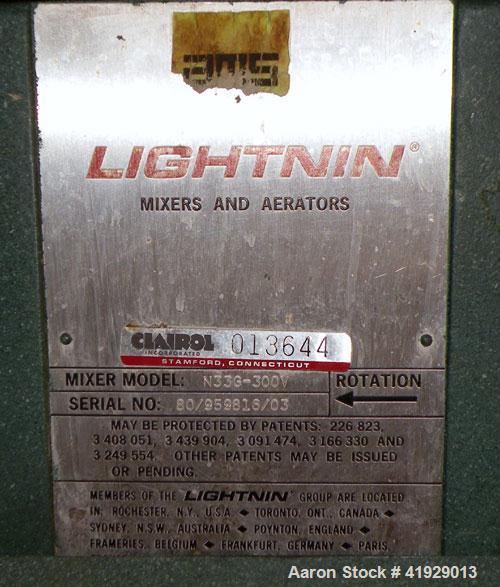 LIGHTNIN®
MIXERS AND AERATORS
CLAIROL 013644
INCORPORATED
STAMFORD, CONNECTICUT
MIXER MODEL: N33G-300V
ROTATION
SERIAL NO: 80/959816/03
MAY BE PROTECTED BY PATENTS: 226 823,
3 408 051, 3 439 904, 3 091 474, 3 166 330 AND
3 249 554. OTHER PATENTS MAY BE ISSUED
OR PENDING.
MEMBERS OF THE LIGHTNIN® GROUP ARE LOCATED
IN; ROCHESTER, N.Y., U.S.A. ◆ TORONTO, ONT., CANADA ◆
SYDNEY, N.S.W., AUSTRALIA ◆ POYNTON, ENGLAND ◆
FRAMERIES, BELGIUM ◆ FRANKFURT, GERMANY ◆ PARIS,
Aaron Stock # 41929013